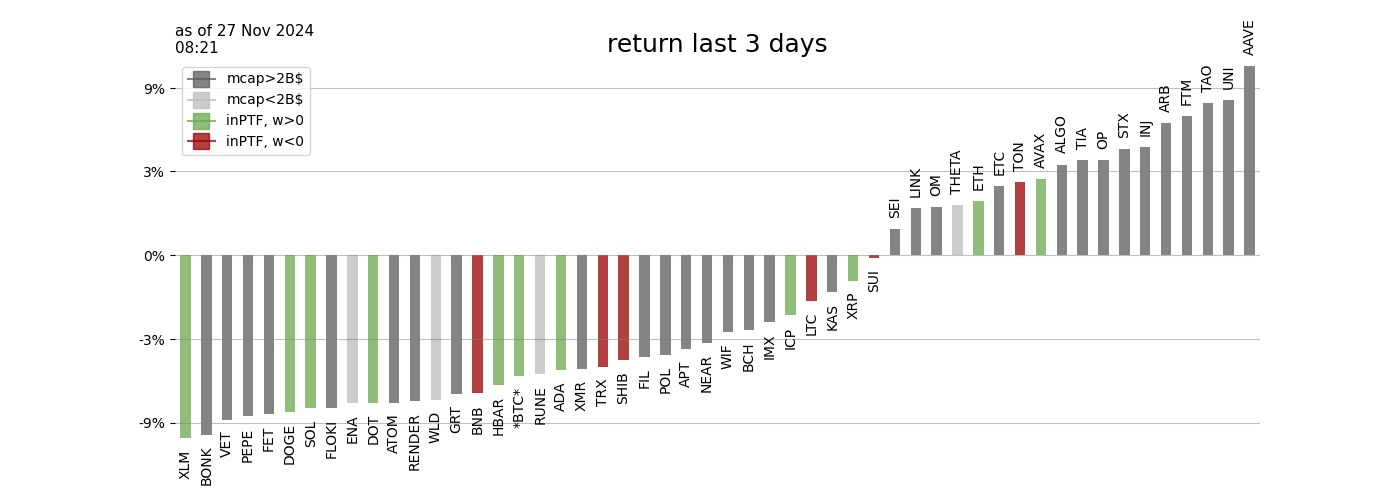 as of 27 Nov 2024
08:21
return last 3 days
mcap>2B$
mcap<2B$
inPTF, w>0
inPTF, w<0
9%
3%
0%
-3%
-9%
XLM
BONK
VET
PEPE
FET
DOGE
SOL
FLOKI
ENA
DOT
ATOM
RENDER
WLD
GRT
BNB
HBAR
*BTC*
RUNE
ADA
XMR
TRX
SHIB
FIL
POL
APT
NEAR
WIF
BCH
IMX
ICP
LTC
KAS
XRP
SUI
SEI
LINK
OM
THETA
ETH
ETC
TON
AVAX
ALGO
TIA
OP
STX
INJ
ARB
FTM
TAO
UNI
AAVE